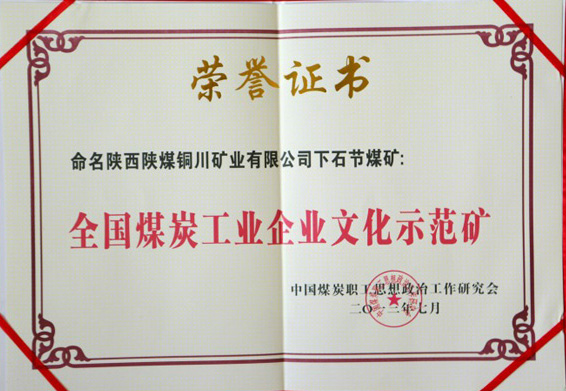 荣誉证书
命名陕西陕煤铜川矿业有限公司下石节煤矿:
全国煤炭工业企业文化示范矿
中国煤炭职工思想政治工作研究会
二〇一二年七月